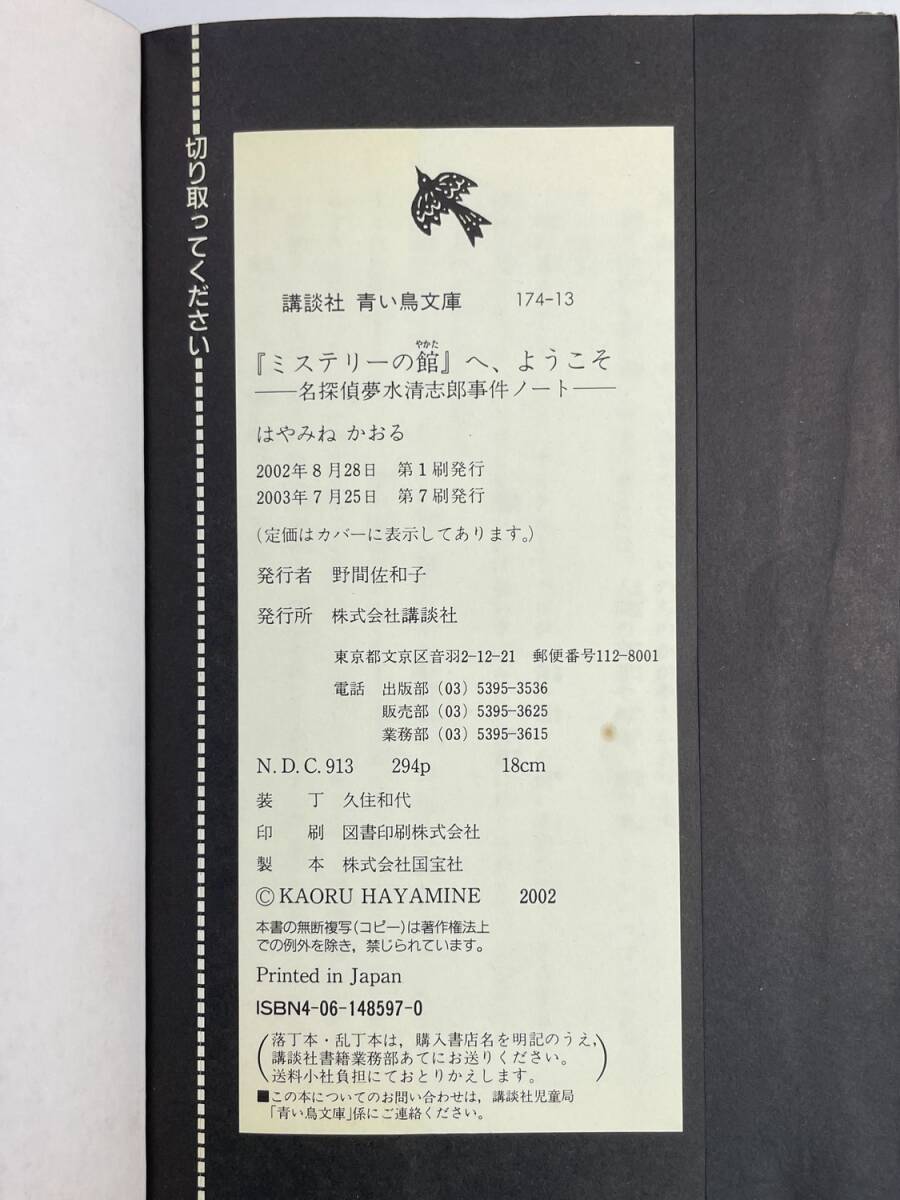 切り取ってください
講談社 青い鳥文庫 174-13
『ミステリーの館』へ、ようこそ
やかた
——名探偵夢水清志郎事件ノート——
はやみね かおる
2002年8月28日 第1刷発行
2003年7月25日 第7刷発行
(定価はカバーに表示してあります。)
発行者 野間佐和子
発行所 株式会社講談社
東京都文京区音羽2-12-21 郵便番号112-8001
電話 出版部 (03) 5395-3536
販売部 (03) 5395-3625
業務部 (03) 5395-3615
N.D.C.913 294p 18cm
装 丁 久住和代
印 刷 図書印刷株式会社
製 本 株式会社国宝社
© KAORU HAYAMINE 2002
本書の無断複写(コピー)は著作権法上
での例外を除き,禁じられています。
Printed in Japan
ISBN4-06-148597-0
(落丁本・乱丁本は,購入書店名を明記のうえ,
講談社書籍業務部あてにお送りください。
送料小社負担にておとりかえします。)
■この本についてのお問い合わせは,講談社児童局
「青い鳥文庫」係にご連絡ください。